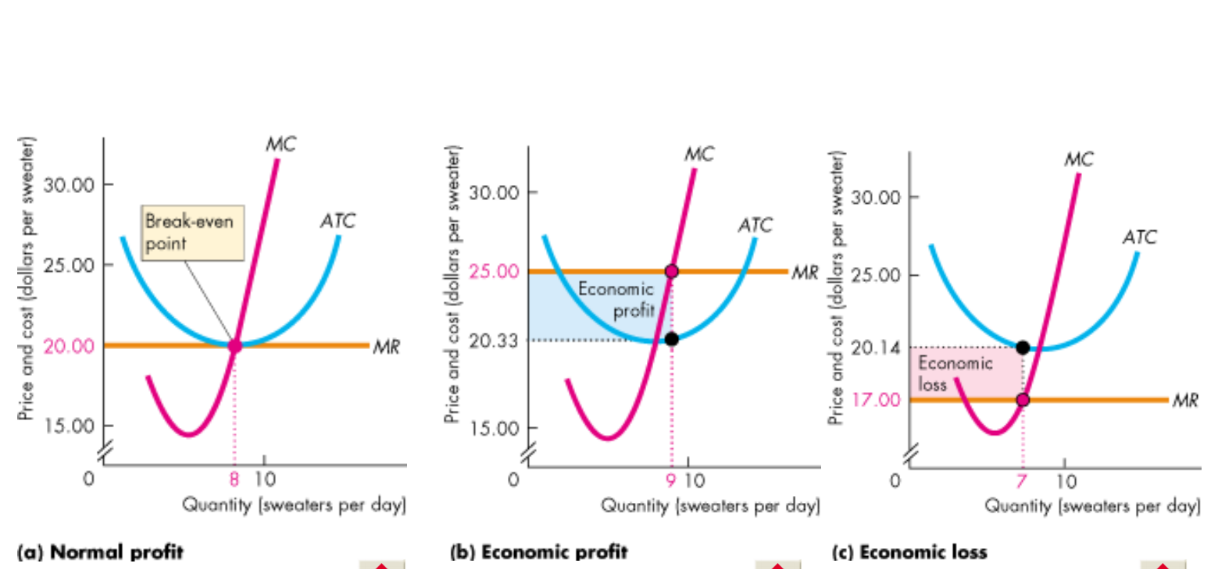 Price and cost (dollars per sweater)
30.00
25.00
20.00
15.00
0
MC
Break-even
point
ATC
MR
8
10
Quantity (sweaters per day)
(a) Normal profit
Price and cost (dollars per sweater)
30.00
25.00
20.33
15.00
0
MC
ATC
MR
Economic
profit
9
10
Quantity (sweaters per day)
(b) Economic profit
Price and cost (dollars per sweater)
30.00
25.00
20.14
17.00
0
MC
ATC
Economic
loss
MR
7
10
Quantity (sweaters per day)
(c) Economic loss